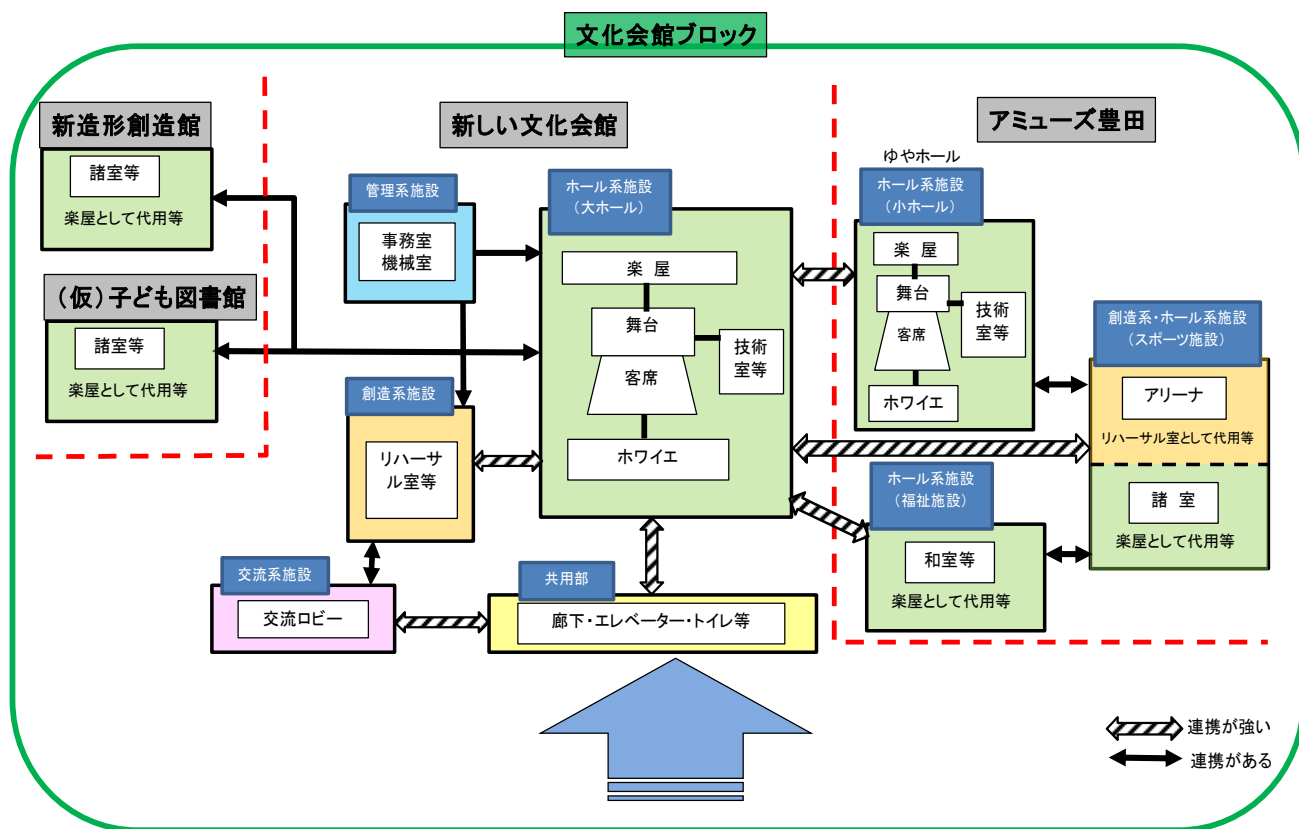 文化会館ブロック
新造形創造館
諸室等
楽屋として代用等
（仮）子ども図書館
諸室等
楽屋として代用等
新しい文化会館
管理系施設
事務室
機械室
創造系施設
リハーサ
ル室等
交流系施設
交流ロビー
共用部
廊下・エレベーター・トイレ等
ホール系施設
（大ホール）
楽 屋
舞台
技術
室等
客席
ホワイエ
アミューズ豊田
ゆやホール
ホール系施設
（小ホール）
楽 屋
舞台
技術
室等
客席
ホワイエ
創造系・ホール系施設
（スポーツ施設）
アリーナ
リハーサル室として代用等
諸 室
楽屋として代用等
ホール系施設
（福祉施設）
和室等
楽屋として代用等
連携が強い
連携がある